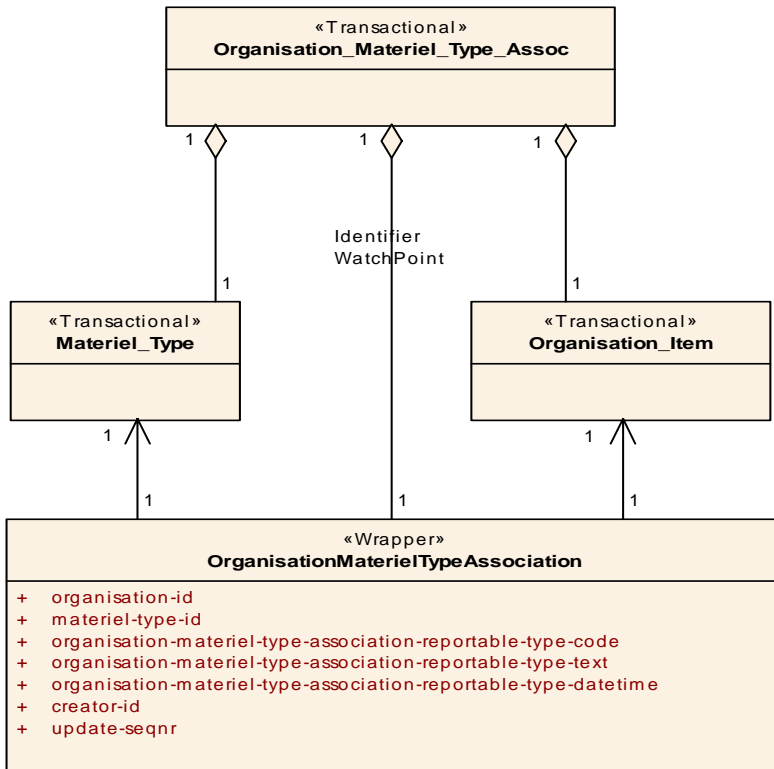 «Transactional»
Organisation_Materiel_Type_Assoc
1
1
1
Identifier
WatchPoint
1
1
«Transactional»
Materiel_Type
«Transactional»
Organisation_Item
1
1
1
1
1
«Wrapper»
OrganisationMaterielTypeAssociation
+ organisation-id
+ materiel-type-id
+ organisation-materiel-type-association-reportable-type-code
+ organisation-materiel-type-association-reportable-type-text
+ organisation-materiel-type-association-reportable-type-datetime
+ creator-id
+ update-seqnr